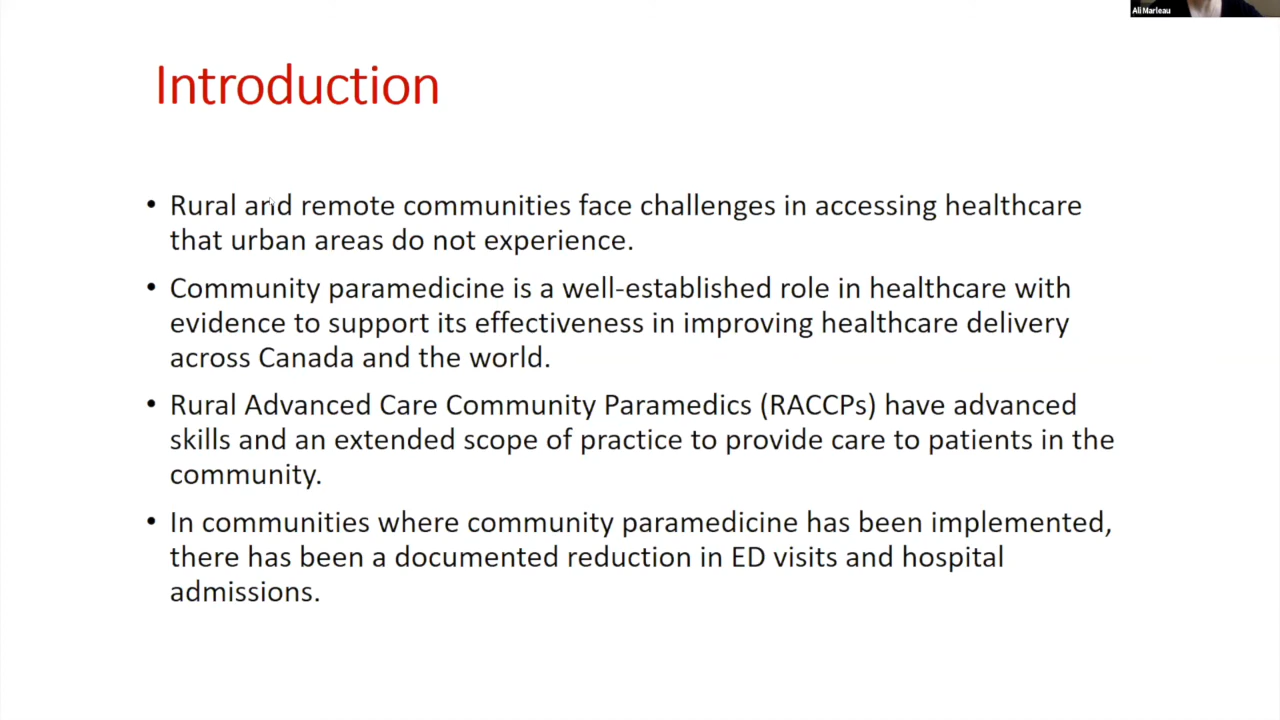 Ali Marleau
Introduction
• Rural and remote communities face challenges in accessing healthcare
that urban areas do not experience.
• Community paramedicine is a well-established role in healthcare with
evidence to support its effectiveness in improving healthcare delivery
across Canada and the world.
• Rural Advanced Care Community Paramedics (RACCPs) have advanced
skills and an extended scope of practice to provide care to patients in the
community.
• In communities where community paramedicine has been implemented,
there has been a documented reduction in ED visits and hospital
admissions.